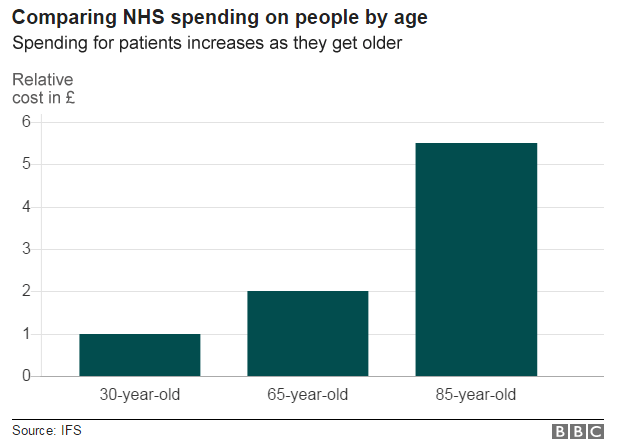 Comparing NHS spending on people by age
Spending for patients increases as they get older
Relative
cost in £
6
5
4
3
2
1
0
30-year-old 65-year-old 85-year-old
Source: IFS
BBC